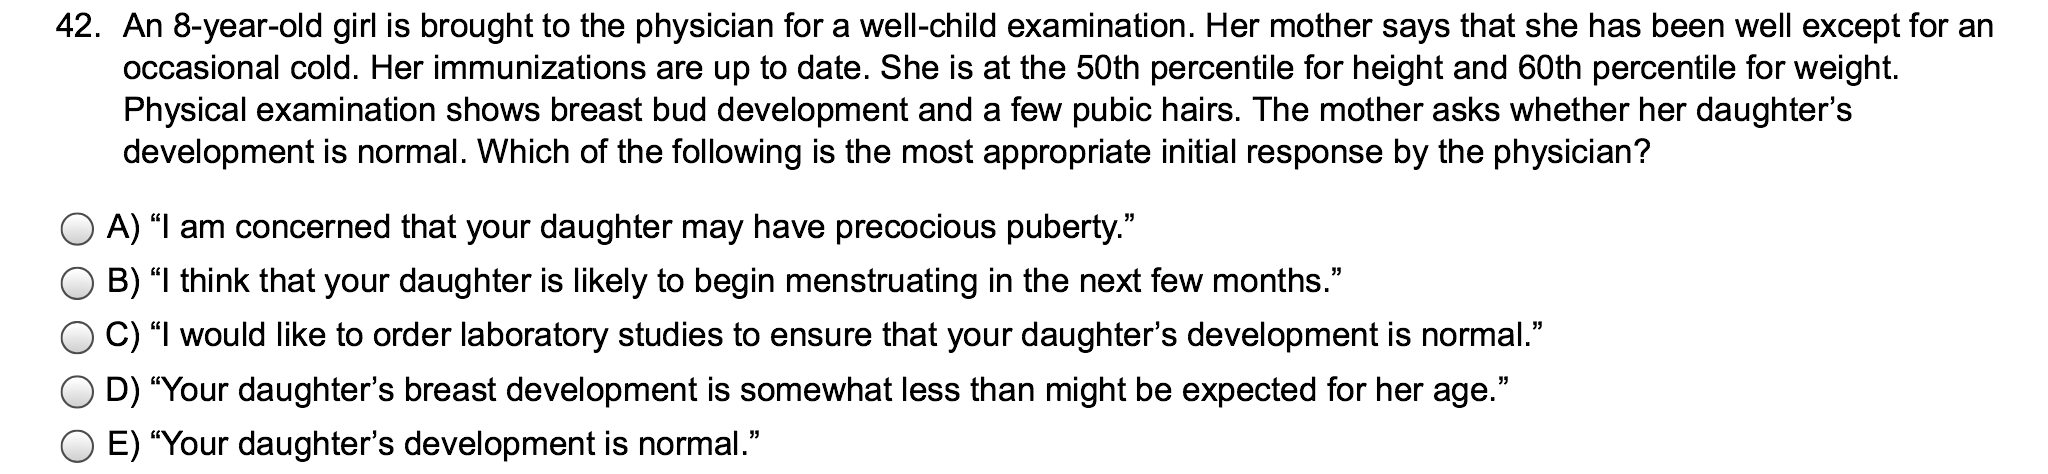 42. An 8-year-old girl is brought to the physician for a well-child examination. Her mother says that she has been well except for an
occasional cold. Her immunizations are up to date. She is at the 50th percentile for height and 60th percentile for weight.
Physical examination shows breast bud development and a few pubic hairs. The mother asks whether her daughter’s
development is normal. Which of the following is the most appropriate initial response by the physician?
A) “I am concerned that your daughter may have precocious puberty.”
B) “I think that your daughter is likely to begin menstruating in the next few months.”
C) “I would like to order laboratory studies to ensure that your daughter’s development is normal.”
D) “Your daughter’s breast development is somewhat less than might be expected for her age.”
E) “Your daughter’s development is normal.”